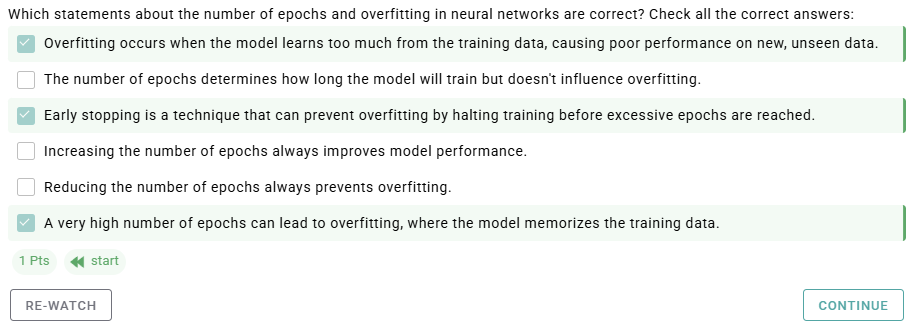 Which statements about the number of epochs and overfitting in neural networks are correct? Check all the correct answers:
Overfitting occurs when the model learns too much from the training data, causing poor performance on new, unseen data.
The number of epochs determines how long the model will train but doesn't influence overfitting.
Early stopping is a technique that can prevent overfitting by halting training before excessive epochs are reached.
Increasing the number of epochs always improves model performance.
Reducing the number of epochs always prevents overfitting.
A very high number of epochs can lead to overfitting, where the model memorizes the training data.
1 Pts start
RE-WATCH CONTINUE